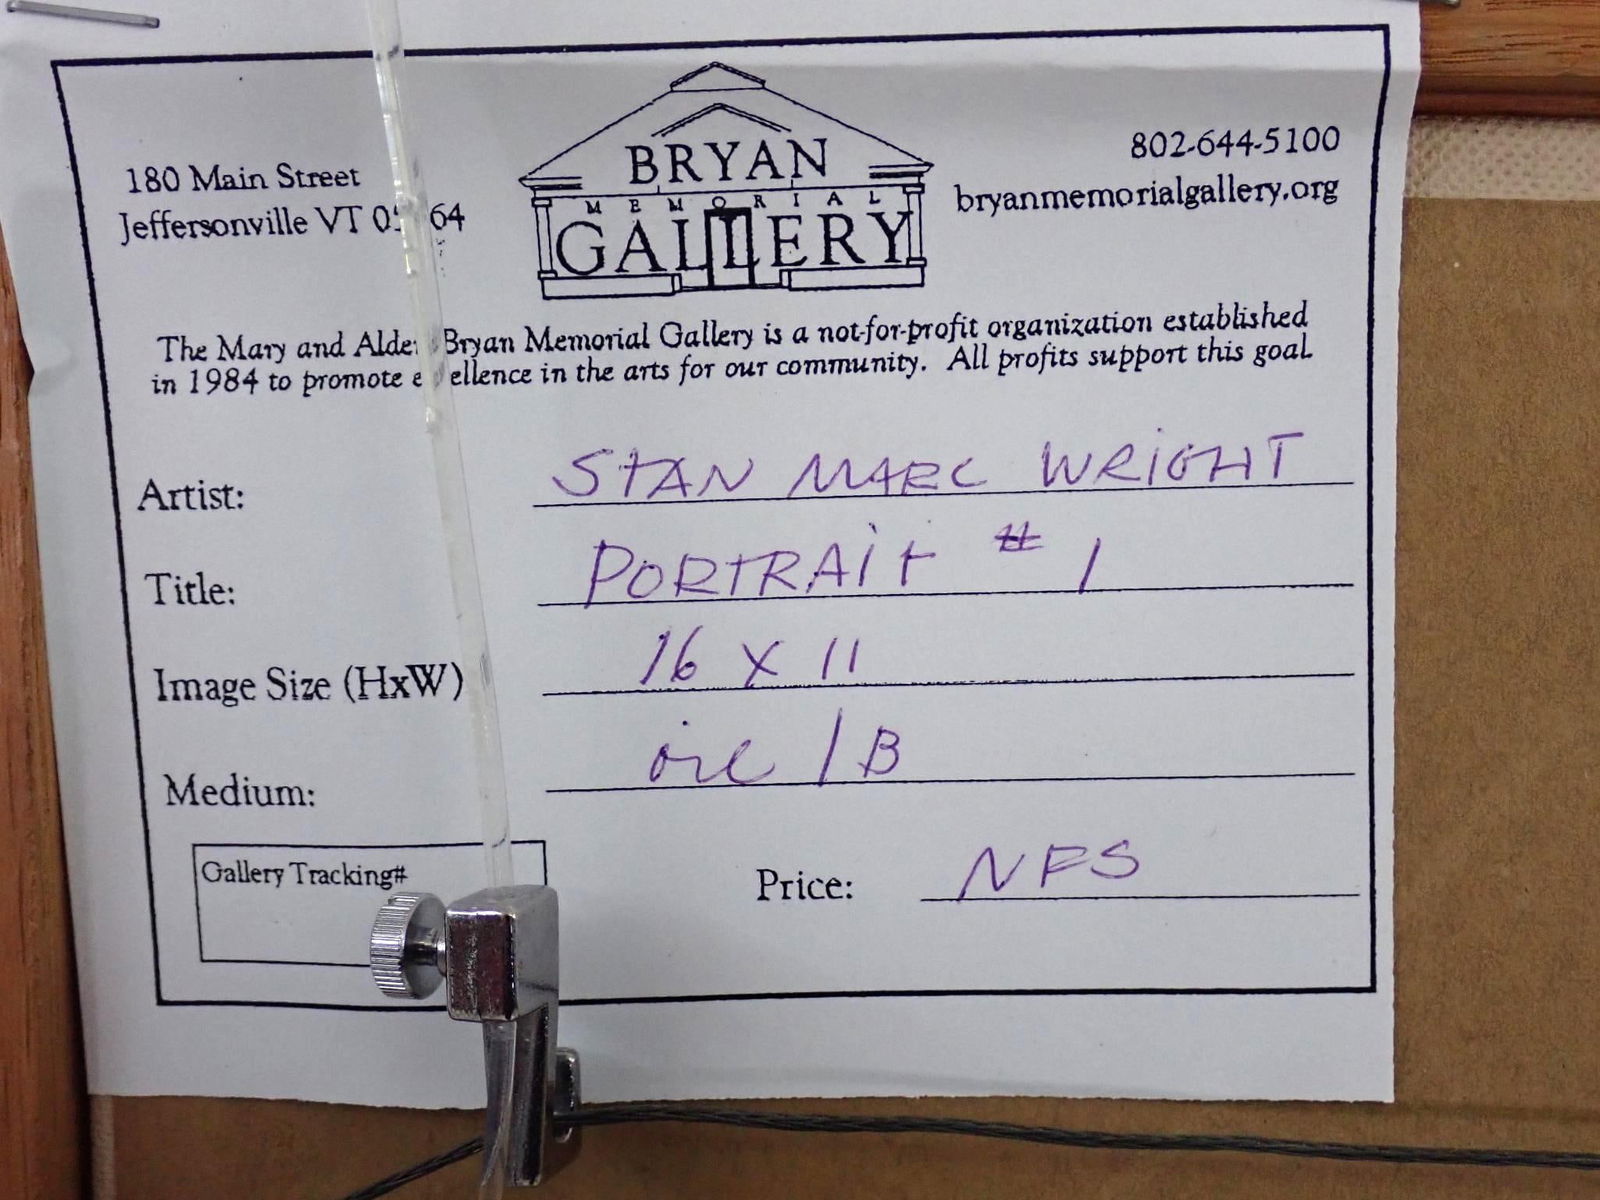 180 Main Street
Jeffersonville VT
BRYAN
MEMORIAL
GALLERY
802-644-5100
bryanmemorialgallery.org
The Mary and Bryan Memorial Gallery is a not-for-profit organization established
in 1984 to promote in the arts for our community. All profits support this goal.
Artist: STAN MARC WRIGHT
Title: PORTRAit # 1
Image Size (HxW) 16 x 11
Medium: oil / B
Gallery Tracking#
Price: NFS